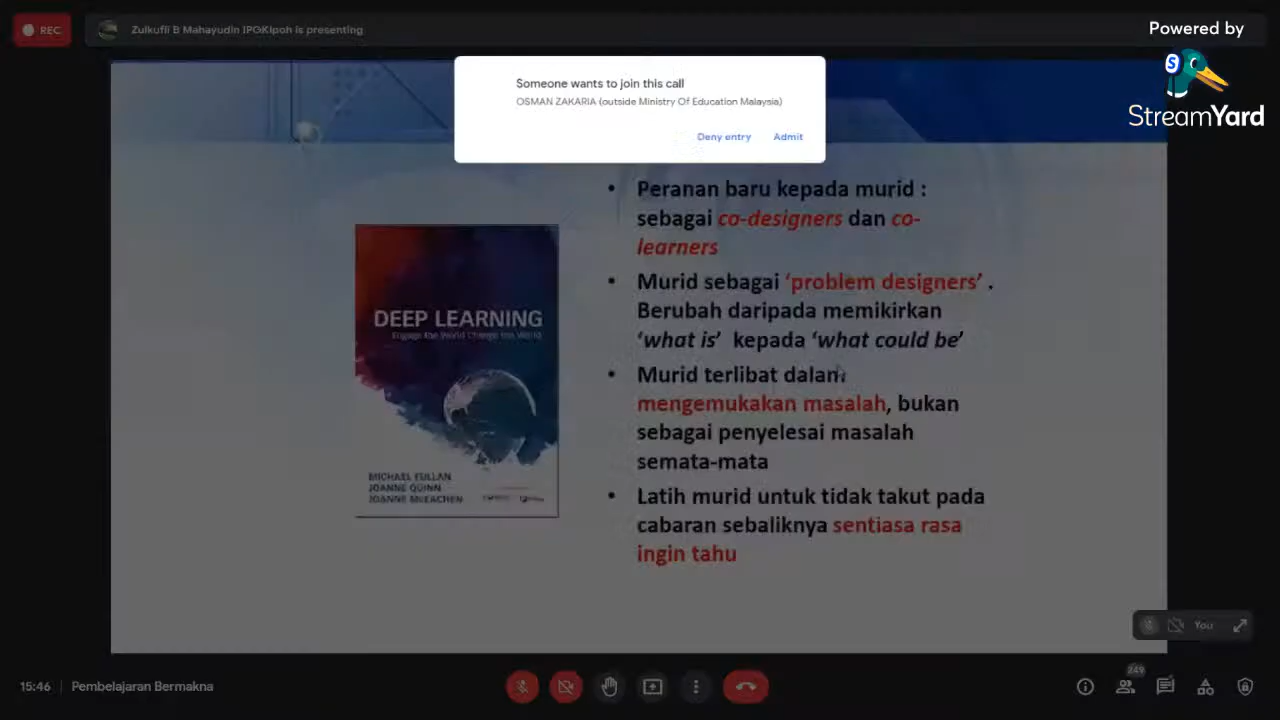 REC
Zulkufli B Mahayudin IPGKIpoh is presenting
Powered by
StreamYard
Someone wants to join this call
OSMAN ZAKARIA (outside Ministry Of Education Malaysia)
Deny entry
Admit
• Peranan baru kepada murid :
sebagai co-designers dan co-
learners
• Murid sebagai ‘problem designers’ .
Berubah daripada memikirkan
‘what is’ kepada ‘what could be’
• Murid terlibat dalam
mengemukakan masalah, bukan
sebagai penyelesai masalah
semata-mata
• Latih murid untuk tidak takut pada
cabaran sebaliknya sentiasa rasa
ingin tahu
DEEP LEARNING
Engage the World Change the World
MICHAEL FULLAN
JOANNE QUINN
JOANNE McEACHEN
You
15:46
Pembelajaran Bermakna
249